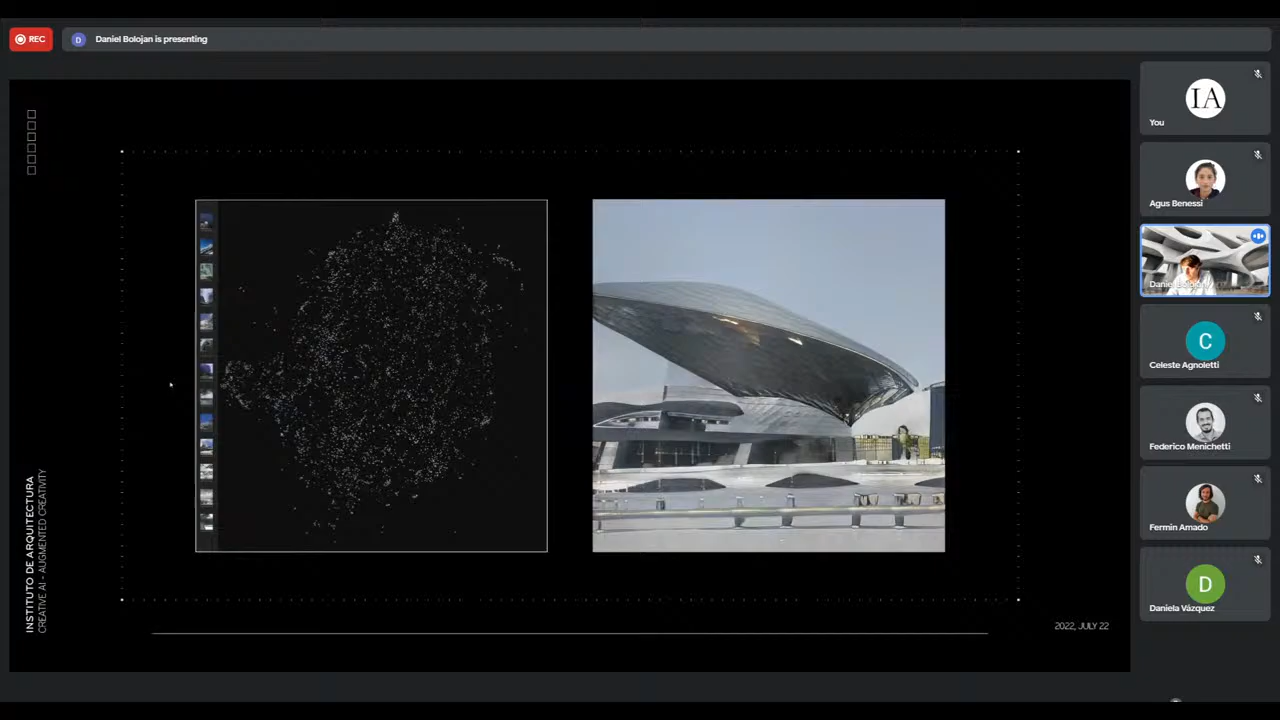 REC
D
Daniel Bolojan is presenting
IA
You
Agus Benessi
C
Celeste Agnoletti
Federico Menichetti
Fermin Amado
D
Daniela Vázquez
INSTITUTO DE ARQUITECTURA
CREATIVE AI - AUGMENTED CREATIVITY
2022, JULY 22